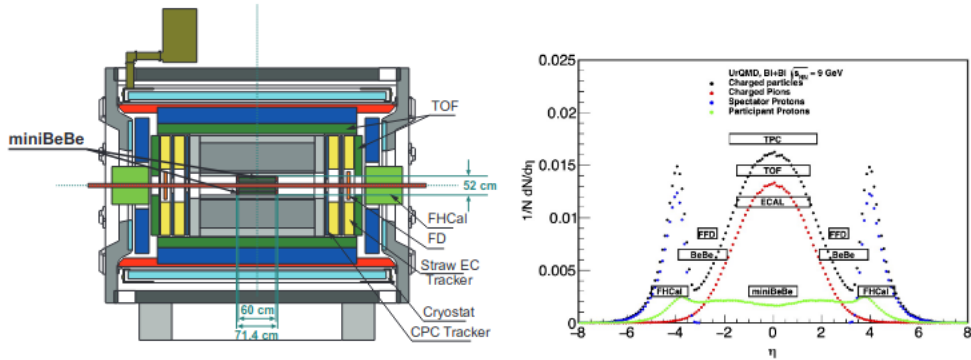 TOF
miniBeBe
52 cm
FHCal
FD
Straw EC
Tracker
Cryostat
CPC Tracker
60 cm
71.4 cm
1/N dN/dη
0.025
0.02
0.015
0.01
0.005
0
UrQMD, Bi+Bi √sNN = 9 GeV
Charged particles
Charged Pions
Spectator Protons
Participant Protons
TPC
TOF
ECAL
FFD
FFD
BeBe
BeBe
FHCal
miniBeBe
FHCal
-8
-6
-4
-2
0
2
4
6
8
η